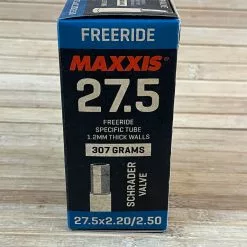 FREERIDE
MAXXIS®
27.5
FREERIDE
SPECIFIC TUBE
1.2MM THICK WALLS
307 GRAMS
SCHRADER
VALVE
27.5x2.20/2.50